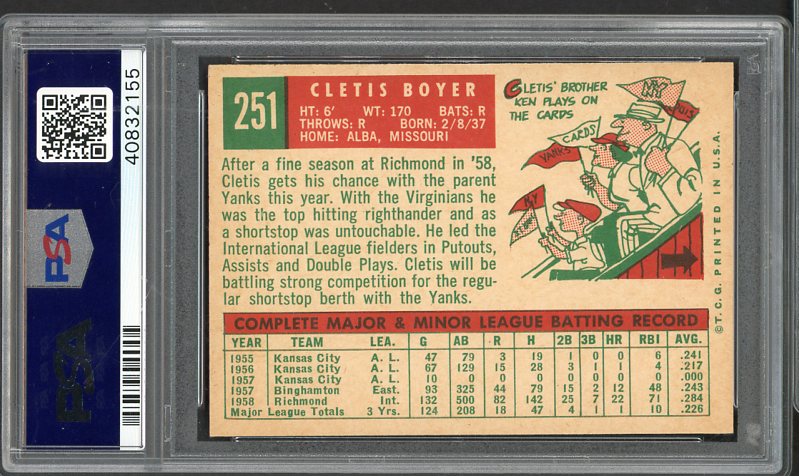 40832155
PSA
PSA
251
CLETIS BOYER
HT: 6' WT: 170 BATS: R
THROWS: R BORN: 2/8/37
HOME: ALBA, MISSOURI
After a fine season at Richmond in '58,
Cletis gets his chance with the parent
Yanks this year. With the Virginians he
was the top hitting righthander and as
a shortstop was untouchable. He led the
International League fielders in Putouts,
Assists and Double Plays. Cletis will be
battling strong competition for the regu-
lar shortstop berth with the Yanks.
CLETIS' BROTHER
KEN PLAYS ON
THE CARDS
CARDS
YANKS
©T.C.G. PRINTED IN U.S.A.
COMPLETE MAJOR & MINOR LEAGUE BATTING RECORD
YEAR TEAM LEA. G AB R H 2B 3B HR RBI AVG.
1955 Kansas City A. L. 47 79 3 19 1 0 0 6 .241
1956 Kansas City A. L. 67 129 15 28 3 1 1 4 .217
1957 Kansas City A. L. 10 0 0 0 0 0 0 0 .000
1957 Binghamton East. 93 325 44 79 15 2 12 48 .243
1958 Richmond Int. 132 500 82 142 25 7 22 71 .284
Major League Totals 3 Yrs. 124 208 18 47 4 1 1 10 .226